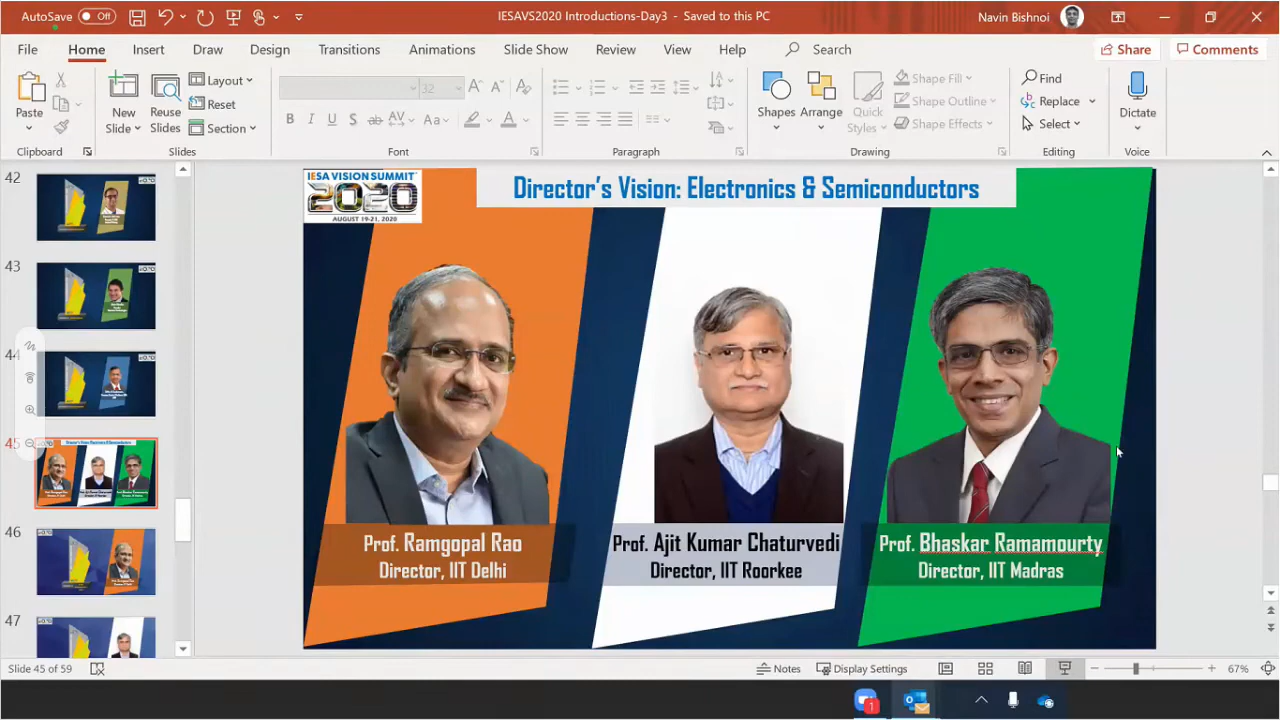 AutoSave Off IESAVS2020 Introductions-Day3 - Saved to this PC Navin Bishnoi
File Home Insert Draw Design Transitions Animations Slide Show Review View Help Search Share Comments
Paste
New Slide
Reuse Slides
Layout
Reset
Section
32
Shapes
Arrange
Quick Styles
Shape Fill
Shape Outline
Shape Effects
Find
Replace
Select
Dictate
Clipboard Slides Font Paragraph Drawing Editing Voice
42
43
44
45
46
47
IESA VISION SUMMIT
2020
AUGUST 19-21, 2020
Director's Vision: Electronics & Semiconductors
Prof. Ramgopal Rao
Director, IIT Delhi
Prof. Ajit Kumar Chaturvedi
Director, IIT Roorkee
Prof. Bhaskar Ramamourty
Director, IIT Madras
Slide 45 of 59 Notes Display Settings 67%
1